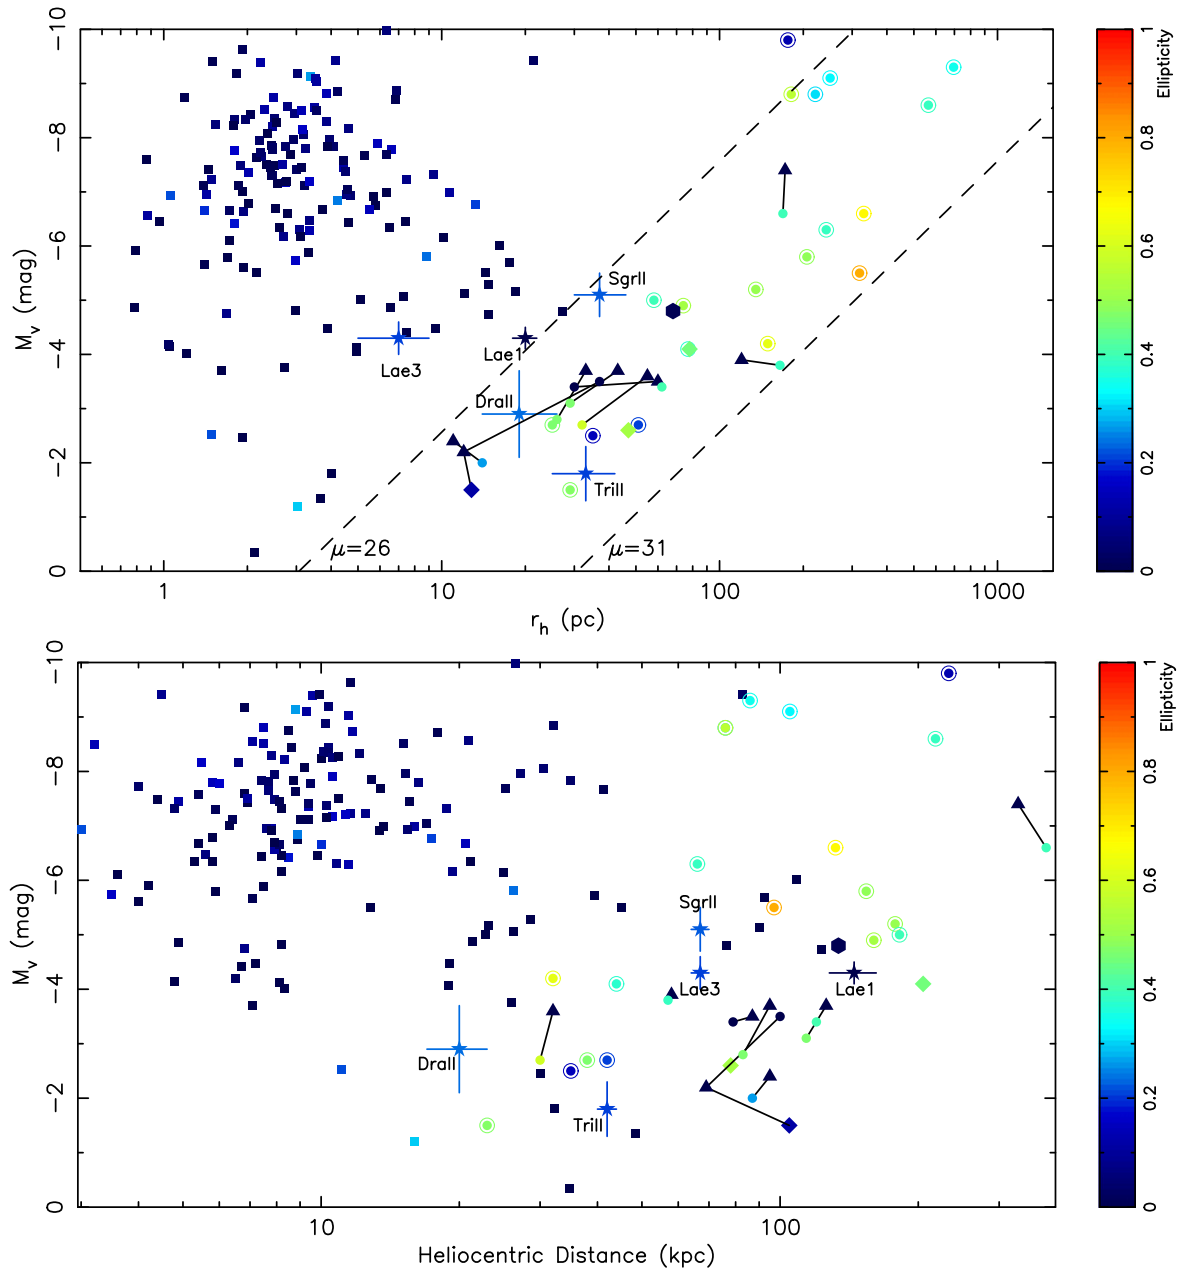 −10
−8
−6
−4
−2
0
M_v (mag)
SgrII
Lae1
Lae3
DraII
TriII
μ=26
μ=31
1
10
100
1000
r_h (pc)
0
0.2
0.4
0.6
0.8
1
Ellipticity
−10
−8
−6
−4
−2
0
M_v (mag)
SgrII
Lae3
Lae1
DraII
TriII
10
100
Heliocentric Distance (kpc)
0
0.2
0.4
0.6
0.8
1
Ellipticity